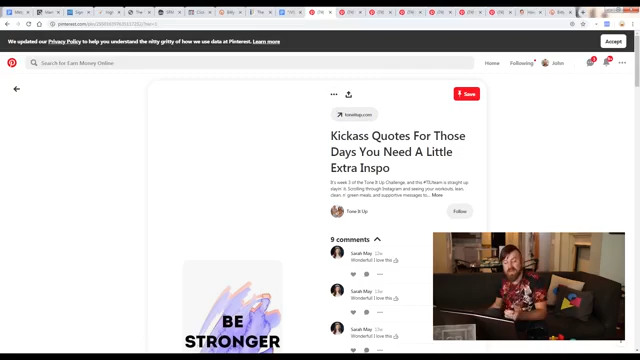 We updated our Privacy Policy to help you understand the nitty gritty of how we use data at Pinterest. Learn more
Accept
Search for Earn Money Online
Home
Following
John
Save
toneitup.com
Kickass Quotes For Those
Days You Need A Little
Extra Inspo
It's week 3 of the Tone It Up Challenge, and this #TIUteam is straight up
slayin' it. Scrolling through Instagram and seeing your workouts, lean,
clean, n' green meals, and supportive messages to... More
Tone It Up
Follow
9 comments
Sarah May
Wonderful! I love this
Sarah May
Wonderful! I love this
Sarah May
Wonderful! I love this
BE
STRONGER